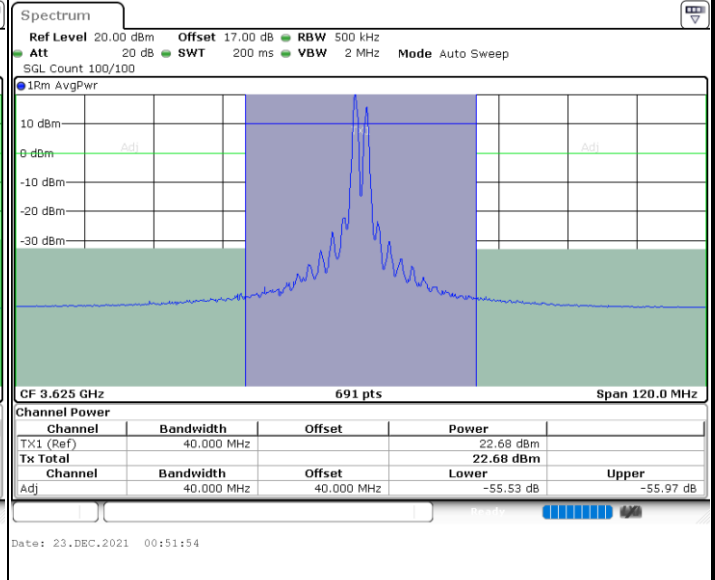 Spectrum
Ref Level 20.00 dBm Offset 17.00 dB RBW 500 kHz
Att 20 dB SWT 200 ms VBW 2 MHz Mode Auto Sweep
SGL Count 100/100
1Rm AvgPwr
10 dBm
Adj Adj
0 dBm
-10 dBm
-20 dBm
-30 dBm
CF 3.625 GHz 691 pts Span 120.0 MHz
Channel Power
Channel Bandwidth Offset Power
TX1 (Ref) 40.000 MHz 22.68 dBm
Tx Total 22.68 dBm
Channel Bandwidth Offset Lower Upper
Adj 40.000 MHz 40.000 MHz -55.53 dB -55.97 dB
Ready
Date: 23.DEC.2021 00:51:54